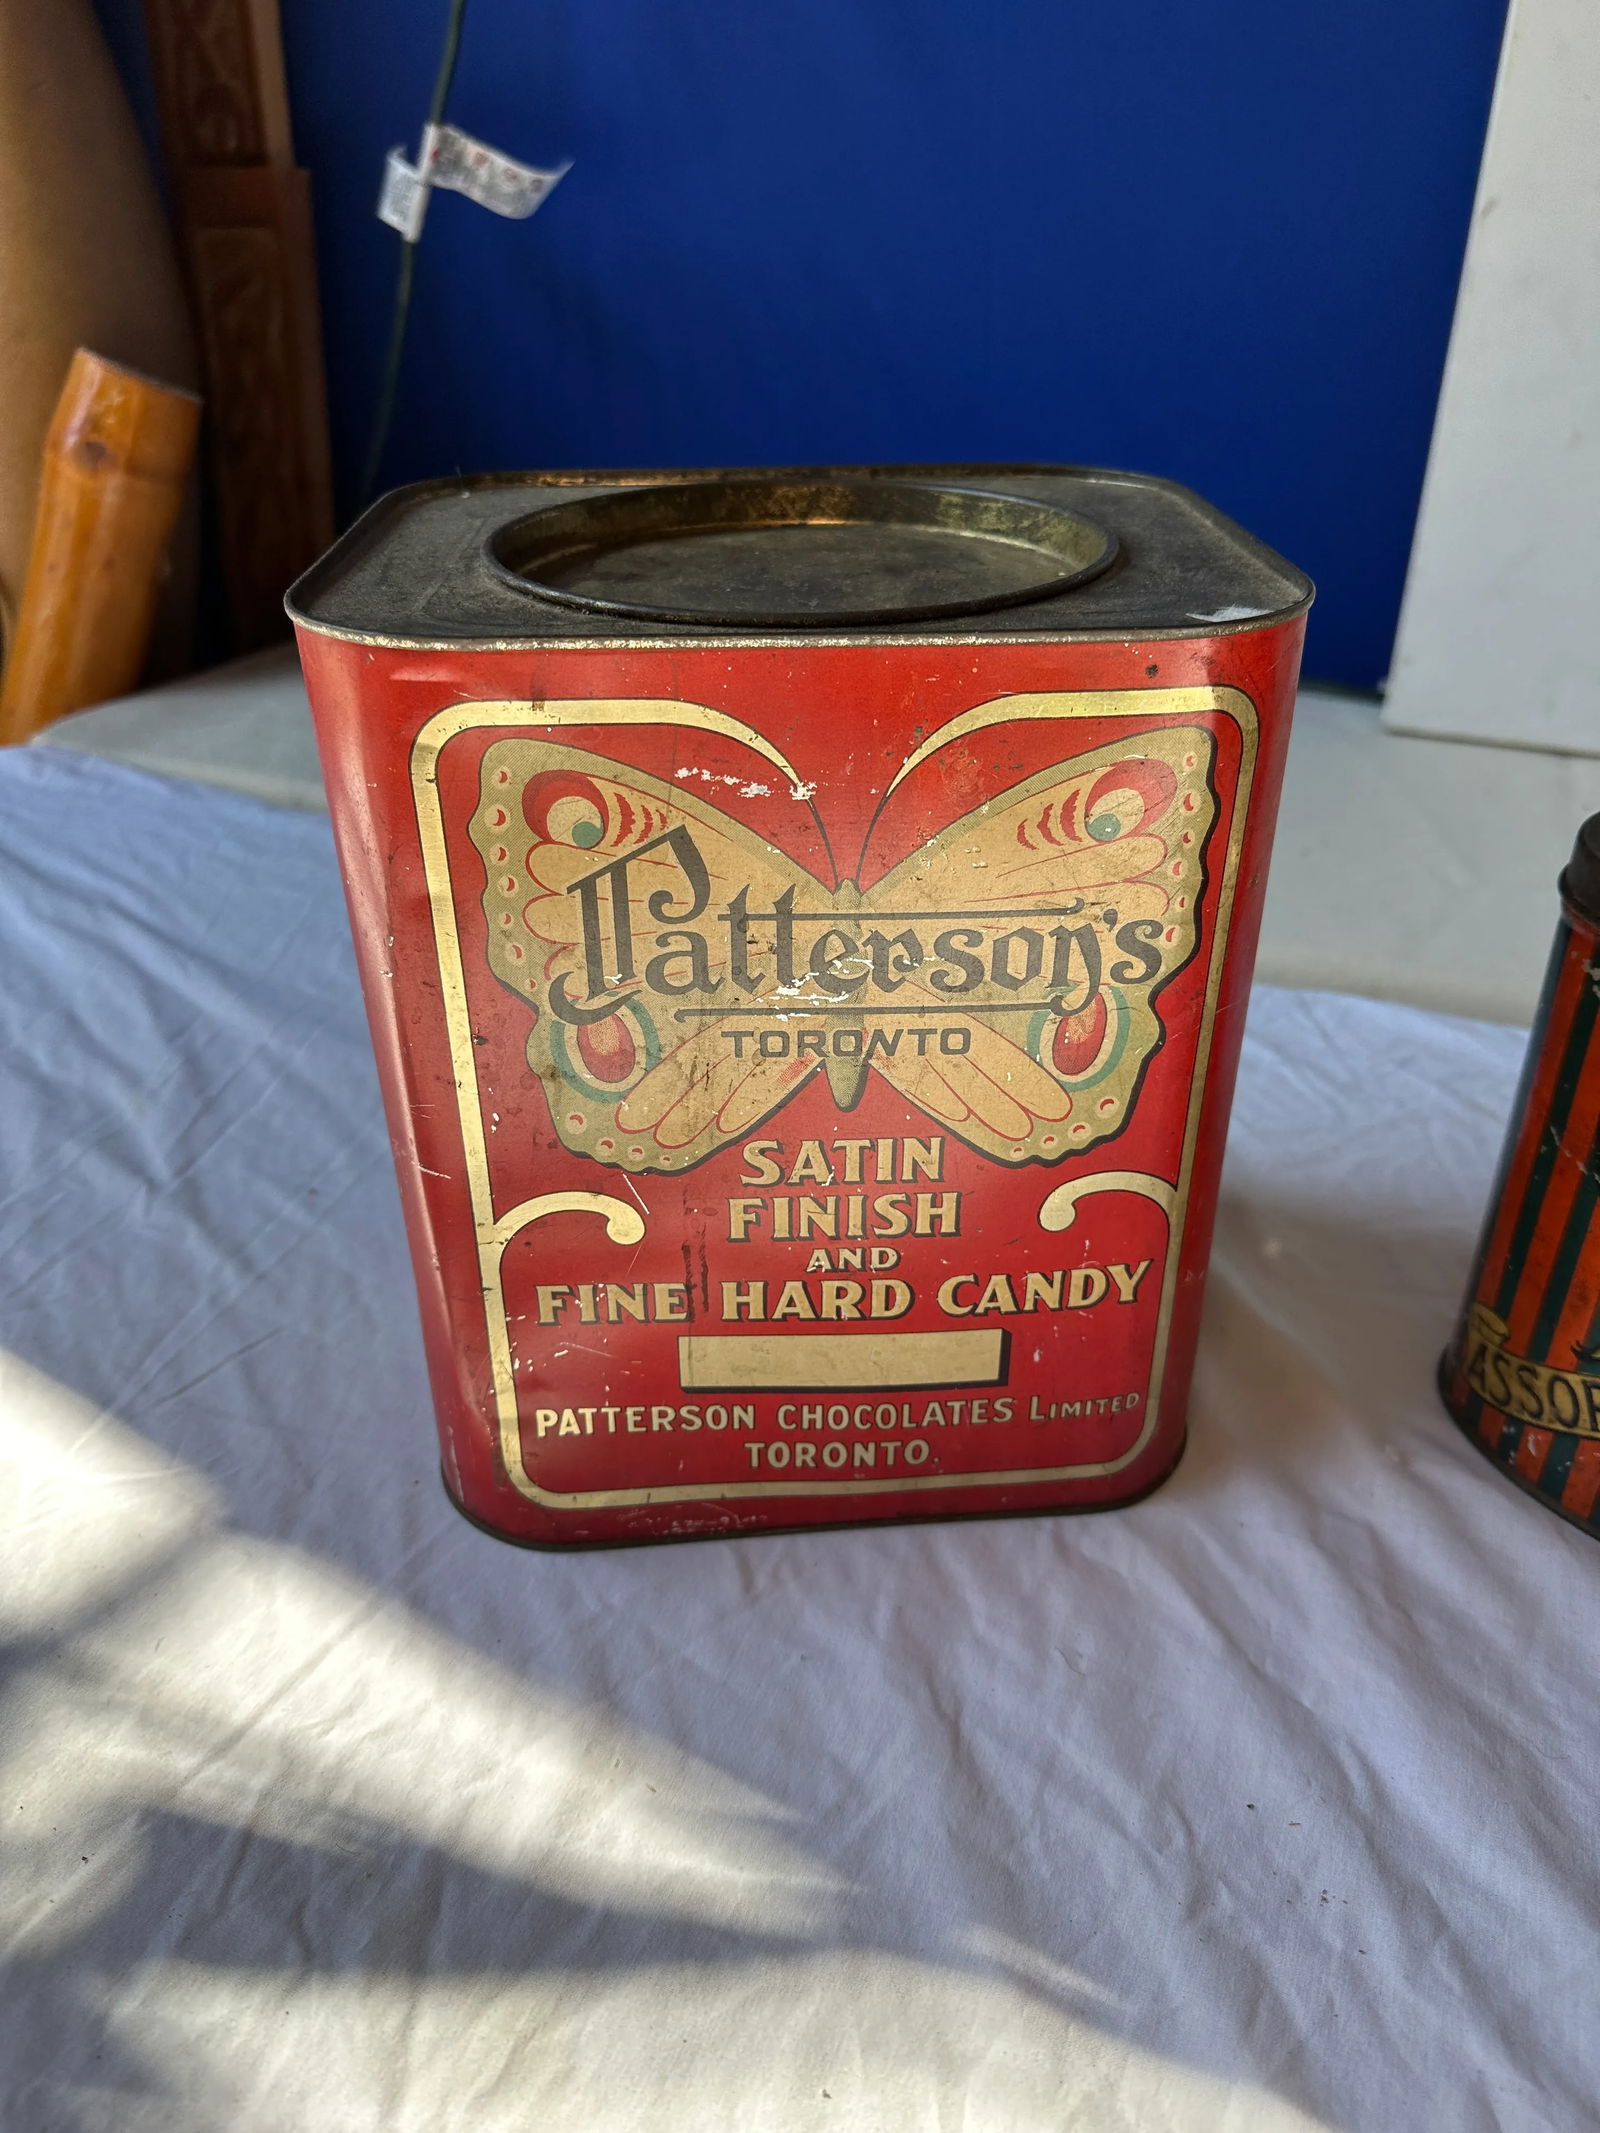 Patterson's
TORONTO
SATIN
FINISH
AND
FINE HARD CANDY
PATTERSON CHOCOLATES LIMITED
TORONTO.